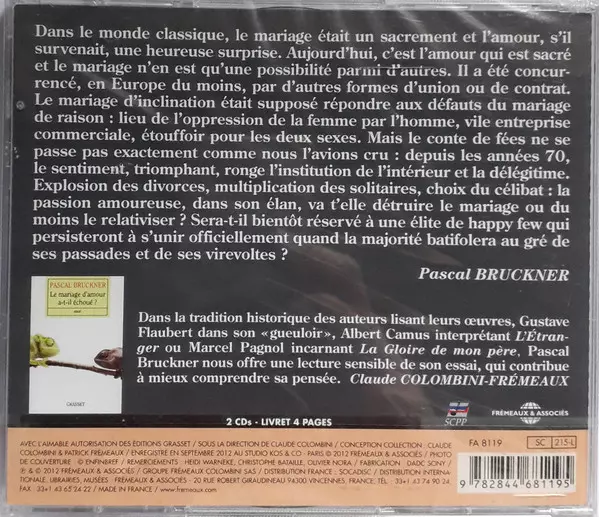 Dans le monde classique, le mariage était un sacrement et l'amour, s'il
survenait, une heureuse surprise. Aujourd'hui, c'est l'amour qui est sacré
et le mariage n'en est qu'une possibilité parmi d'autres. Il a été concur-
rencé, en Europe du moins, par d'autres formes d'union ou de contrat.
Le mariage d'inclination était supposé répondre aux défauts du mariage
de raison : lieu de l'oppression de la femme par l'homme, vile entreprise
commerciale, étouffoir pour les deux sexes. Mais le conte de fées ne se
passe pas exactement comme nous l'avions cru : depuis les années 70,
le sentiment, triomphant, ronge l'institution de l'intérieur et la délégitime.
Explosion des divorces, multiplication des solitaires, choix du célibat : la
passion amoureuse, dans son élan, va t'elle détruire le mariage ou du
moins le relativiser ? Sera-t-il bientôt réservé à une élite de happy few qui
persisteront à s'unir officiellement quand la majorité batifolera au gré de
ses passades et de ses virevoltes ?
Pascal BRUCKNER
PASCAL BRUCKNER
Le mariage d'amour
a-t-il échoué ?
essai
GRASSET
Dans la tradition historique des auteurs lisant leurs œuvres, Gustave
Flaubert dans son «gueuloir», Albert Camus interprétant L'Étran-
ger ou Marcel Pagnol incarnant La Gloire de mon père, Pascal
Bruckner nous offre une lecture sensible de son essai, qui contribue
à mieux comprendre sa pensée. Claude COLOMBINI-FRÉMEAUX
2 CDs - LIVRET 4 PAGES
SCPP
FRÉMEAUX & ASSOCIÉS
FA 8119
SC 215-L
AVEC L'AIMABLE AUTORISATION DES ÉDITIONS GRASSET / SOUS LA DIRECTION DE CLAUDE COLOMBINI / CONCEPTION COLLECTION : CLAUDE
COLOMBINI & PATRICK FRÉMEAUX / ENREGISTRÉ EN SEPTEMBRE 2012 AU STUDIO KOS & CO - PARIS © 2012 FRÉMEAUX & ASSOCIÉS / PHOTO
DE COUVERTURE : © ENFINEREF / REMERCIEMENTS : HEIDI WARNEKE, CHRISTOPHE BATAILLE, OLIVIER NORA / FABRICATION : DADC SONY /
℗ & © 2012 FRÉMEAUX & ASSOCIÉS / GROUPE FRÉMEAUX COLOMBINI SAS / DISTRIBUTION FRANCE : SOCADISC / DISTRIBUTION INTERNATIO-
NALE, LIBRAIRIES, MUSÉES : FRÉMEAUX & ASSOCIÉS - 20 RUE ROBERT GIRAUDINEAU 94300 VINCENNES, FRANCE. TEL. 33+1 43 74 90 24,
FAX. 33+1 43 65 24 22 / MADE IN FRANCE / www.fremeaux.com
9 782844 681195